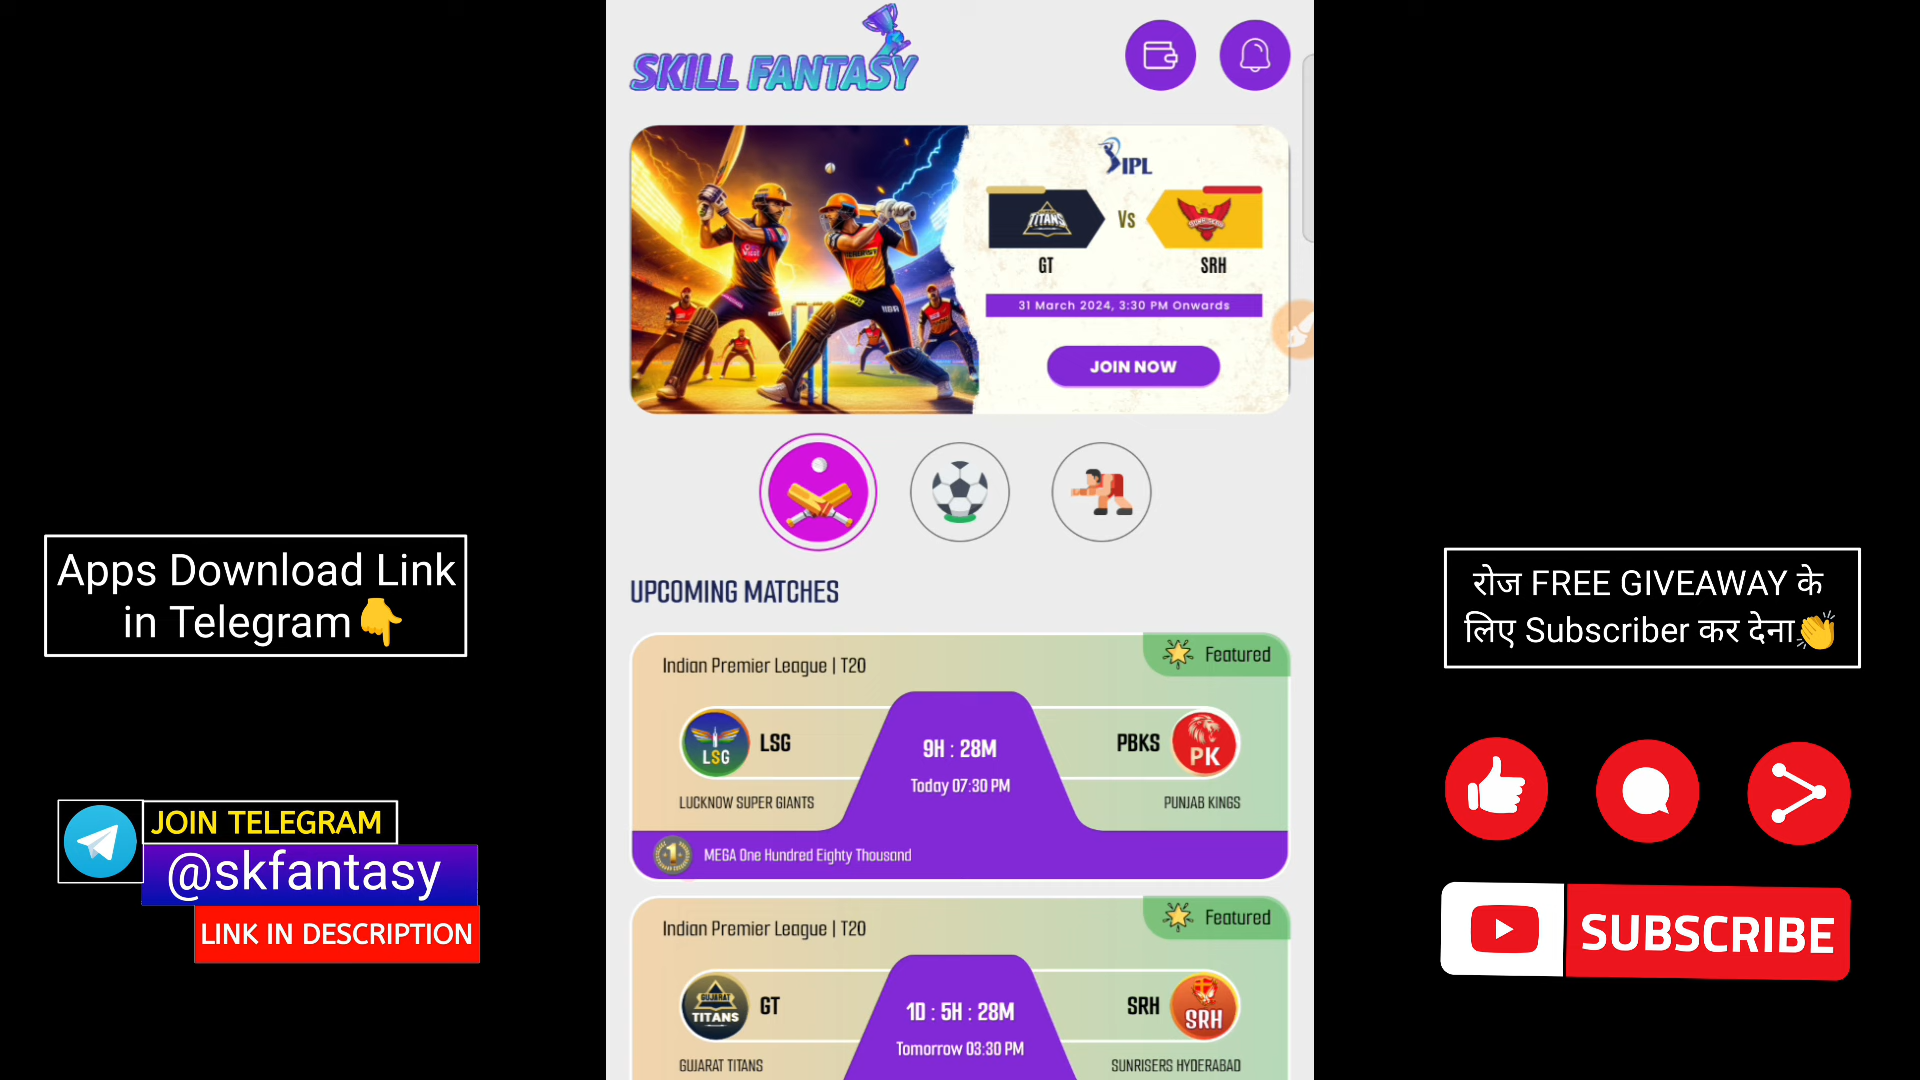 SKILL FANTASY
IPL
TITANS
Vs
GT
SRH
31 March 2024, 3:30 PM Onwards
JOIN NOW
UPCOMING MATCHES
Indian Premier League | T20
Featured
LSG
LSG
9H : 28M
PBKS
PK
Today 07:30 PM
LUCKNOW SUPER GIANTS
PUNJAB KINGS
1
MEGA One Hundred Eighty Thousand
Indian Premier League | T20
Featured
GUJARAT
TITANS
GT
1D : 5H : 28M
SRH
SRH
Tomorrow 03:30 PM
GUJARAT TITANS
SUNRISERS HYDERABAD
Apps Download Link
in Telegram👇
JOIN TELEGRAM
@skfantasy
LINK IN DESCRIPTION
रोज FREE GIVEAWAY के
लिए Subscriber कर देना👏
SUBSCRIBE